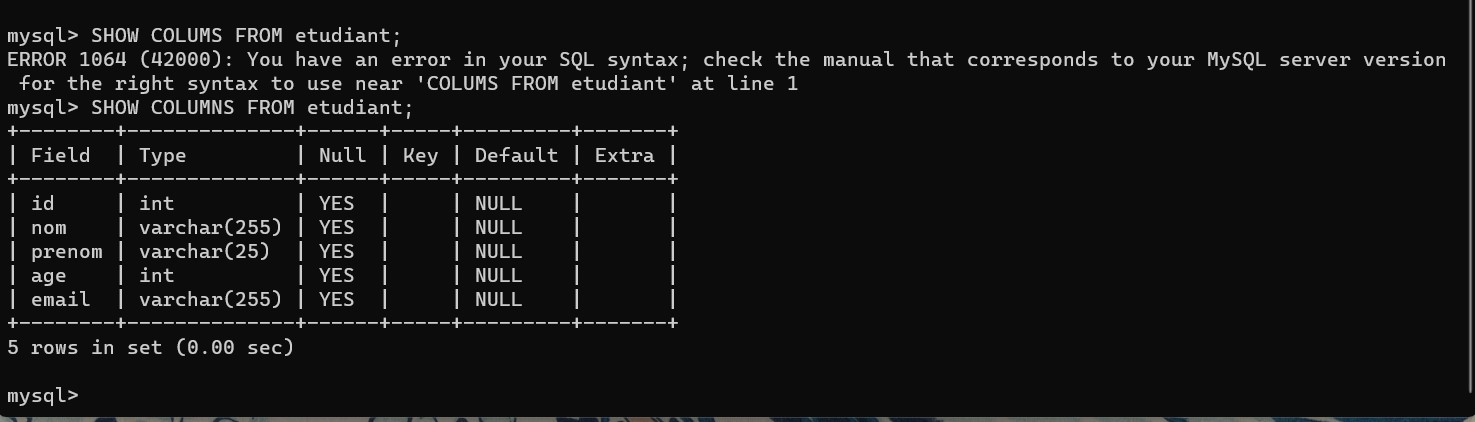 mysql> SHOW COLUMS FROM etudiant;
ERROR 1064 (42000): You have an error in your SQL syntax; check the manual that corresponds to your MySQL server version
 for the right syntax to use near 'COLUMS FROM etudiant' at line 1
mysql> SHOW COLUMNS FROM etudiant;
+--------+--------------+------+-----+---------+-------+
| Field  | Type         | Null | Key | Default | Extra |
+--------+--------------+------+-----+---------+-------+
| id     | int          | YES  |     | NULL    |       |
| nom    | varchar(255) | YES  |     | NULL    |       |
| prenom | varchar(25)  | YES  |     | NULL    |       |
| age    | int          | YES  |     | NULL    |       |
| email  | varchar(255) | YES  |     | NULL    |       |
+--------+--------------+------+-----+---------+-------+
5 rows in set (0.00 sec)
mysql>